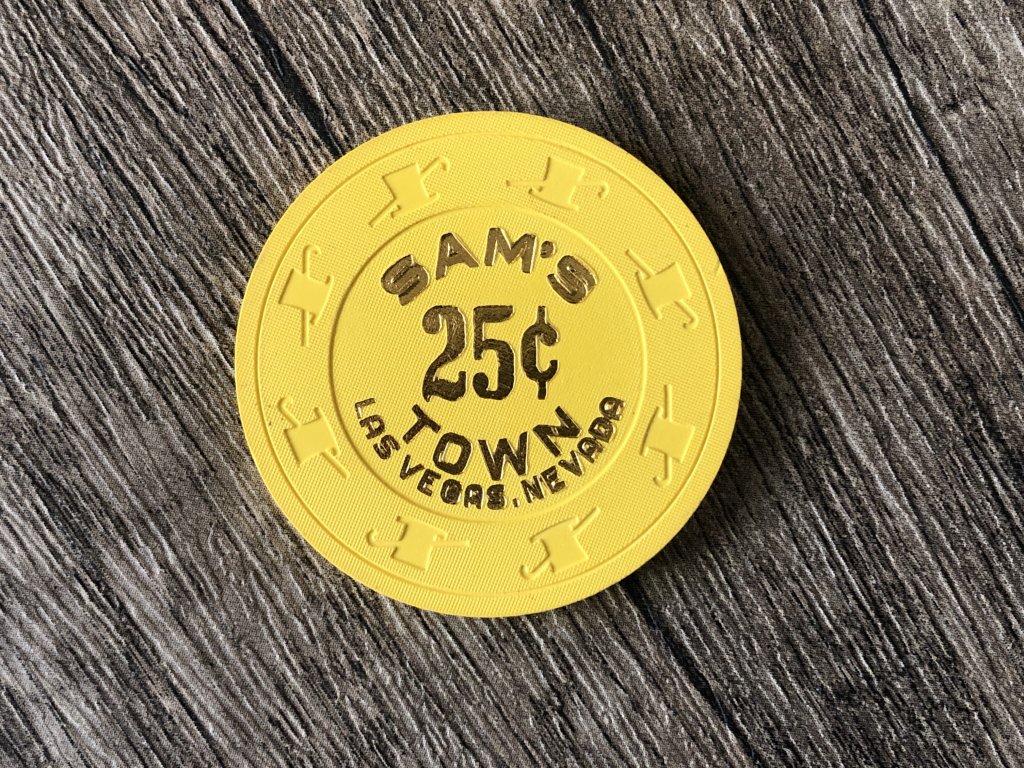 SAM'S
25¢
TOWN
LAS VEGAS, NEVADA